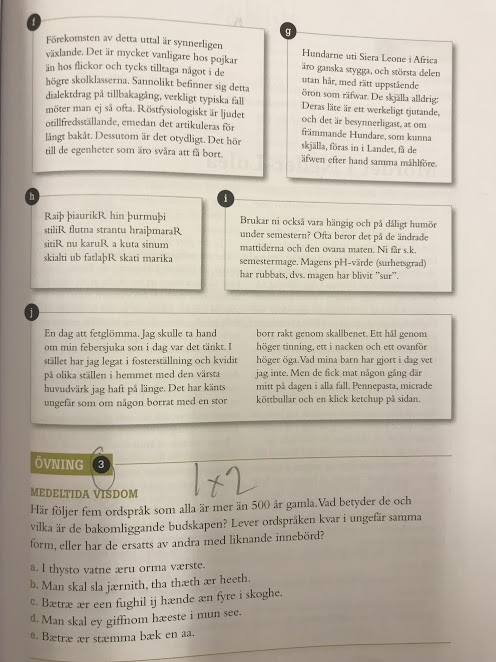 f
Förekomsten av detta uttal är synnerligen
växlande. Det är mycket vanligare hos pojkar
än hos flickor och tycks tilltaga något i de
högre skolklasserna. Sannolikt befinner sig detta
dialektdrag på tillbakagång, verkligt typiska fall
möter man ej så ofta. Röstfysiologiskt är ljudet
otillfredsställande, emedan det artikuleras för
långt bakåt. Dessutom är det otydligt. Det hör
till de egenheter som äro svåra att få bort.
g
Hundarne uti Siera Leone i Africa
äro ganska stygga, och största delen
utan hår, med rätt uppstående
öron som räfwar. De skjälla aldrig:
Deras läte är et werkeligt tjutande,
och det är besynnerligast, at om
främmande Hundare, som kunna
skjälla, föras in i Landet, få de
äfwen efter hand samma målföre.
h
Raiþ þiaurikR hin þurmuþi
stiliR flutna strantu hraiþmaraR
sitiR nu karuR a kuta sinum
skialti ub fatlaþR skati marika
i
Brukar ni också vara hängig och på dåligt humör
under semestern? Ofta beror det på de ändrade
mattiderna och den ovana maten. Ni får s.k.
semestermage. Magens pH-värde (surhetsgrad)
har rubbats, dvs. magen har blivit "sur".
j
En dag att fetglömma. Jag skulle ta hand
om min febersjuka son i dag var det tänkt. I
stället har jag legat i fosterställning och kvidit
på olika ställen i hemmet med den värsta
huvudvärk jag haft på länge. Det har känts
ungefär som om någon borrat med en stor
borr rakt genom skallbenet. Ett hål genom
höger tinning, ett i nacken och ett ovanför
höger öga. Vad mina barn har gjort i dag vet
jag inte. Men de fick mat någon gång där
mitt på dagen i alla fall. Pennepasta, micrade
köttbullar och en klick ketchup på sidan.
ÖVNING 3
1x2
MEDELTIDA VISDOM
Här följer fem ordspråk som alla är mer än 500 år gamla. Vad betyder de och
vilka är de bakomliggande budskapen? Lever ordspråken kvar i ungefär samma
form, eller har de ersatts av andra med liknande innebörd?
a. I thysto vatne æru orma værste.
b. Man skal sla jærnith, tha thæth ær heeth.
c. Bætræ ær een fughil ij hænde æn fyre i skoghe.
d. Man skal ey giffnom hæeste i mun see.
e. Bætræ ær stæmma bæk en aa.